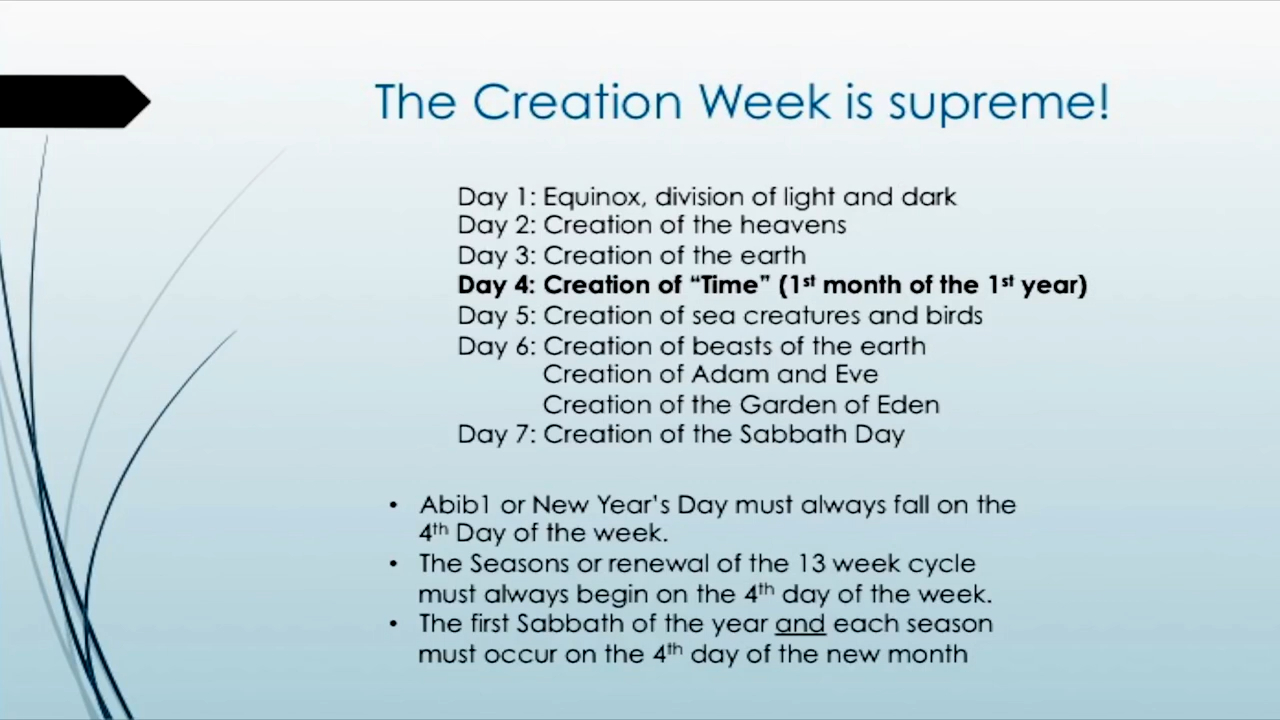 The Creation Week is supreme!
Day 1: Equinox, division of light and dark
Day 2: Creation of the heavens
Day 3: Creation of the earth
Day 4: Creation of “Time” (1st month of the 1st year)
Day 5: Creation of sea creatures and birds
Day 6: Creation of beasts of the earth
Creation of Adam and Eve
Creation of the Garden of Eden
Day 7: Creation of the Sabbath Day
• Abib1 or New Year’s Day must always fall on the
4th Day of the week.
• The Seasons or renewal of the 13 week cycle
must always begin on the 4th day of the week.
• The first Sabbath of the year and each season
must occur on the 4th day of the new month